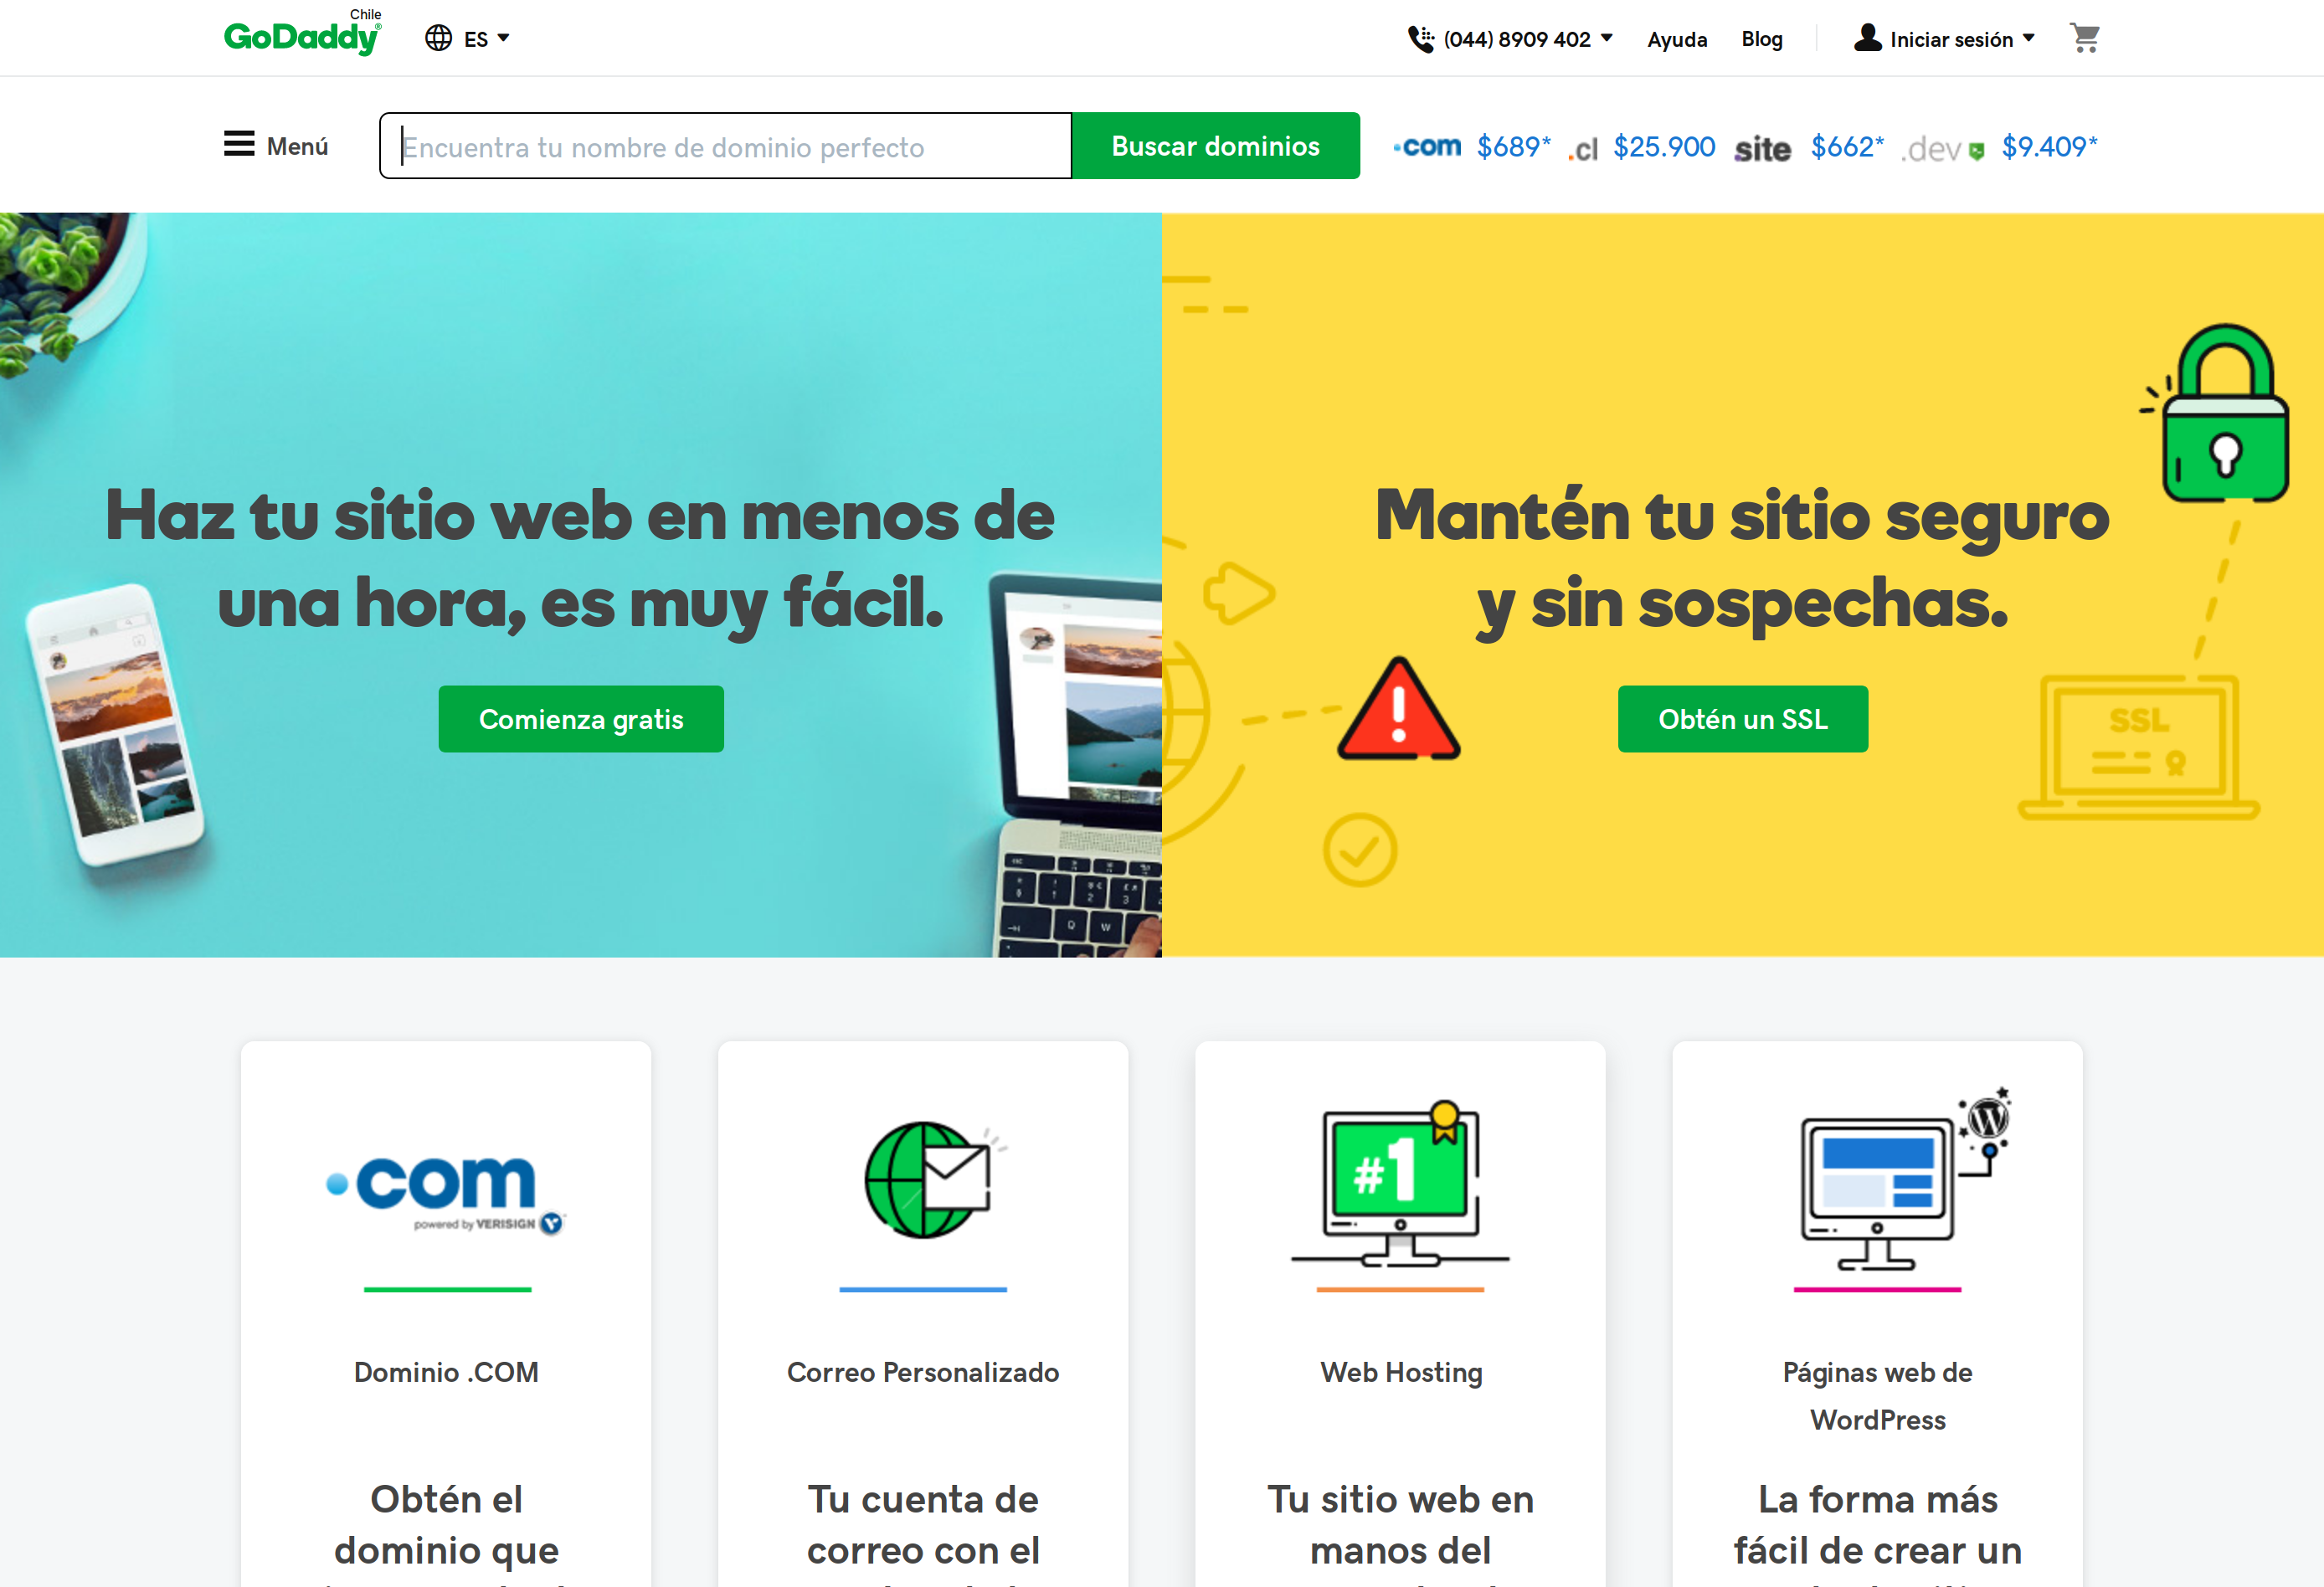 Chile
GoDaddy®
ES
(044) 8909 402
Ayuda
Blog
Iniciar sesión
Menú
Encuentra tu nombre de dominio perfecto
Buscar dominios
.com $689*
.cl $25.900
site $662*
.dev $9.409*
Haz tu sitio web en menos de
una hora, es muy fácil.
Comienza gratis
Mantén tu sitio seguro
y sin sospechas.
Obtén un SSL
SSL
.com
powered by VERISIGN
Dominio .COM
Obtén el
dominio que
Correo Personalizado
Tu cuenta de
correo con el
#1
Web Hosting
Tu sitio web en
manos del
Páginas web de
WordPress
La forma más
fácil de crear un